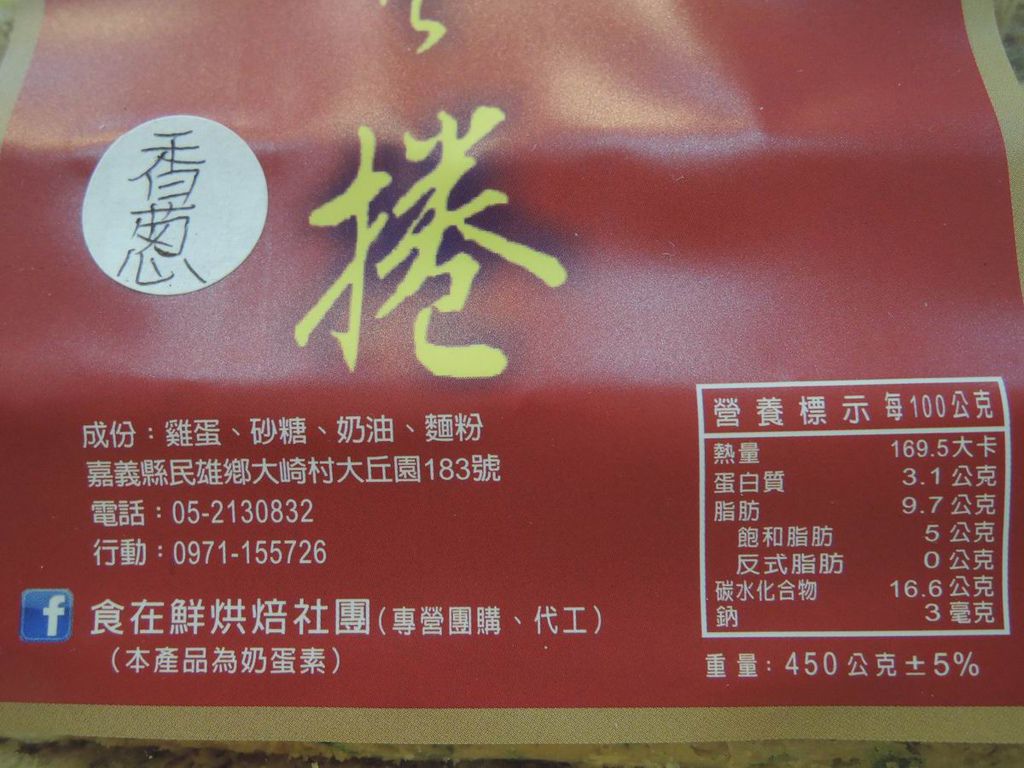 捲
香蔥
成份：雞蛋、砂糖、奶油、麵粉
嘉義縣民雄鄉大崎村大丘園183號
電話：05-2130832
行動：0971-155726
f 食在鮮烘焙社團(專營團購、代工)
(本產品為奶蛋素)
營養標示 每100公克
熱量 169.5大卡
蛋白質 3.1公克
脂肪 9.7公克
飽和脂肪 5公克
反式脂肪 0公克
碳水化合物 16.6公克
鈉 3毫克
重量：450公克±5%